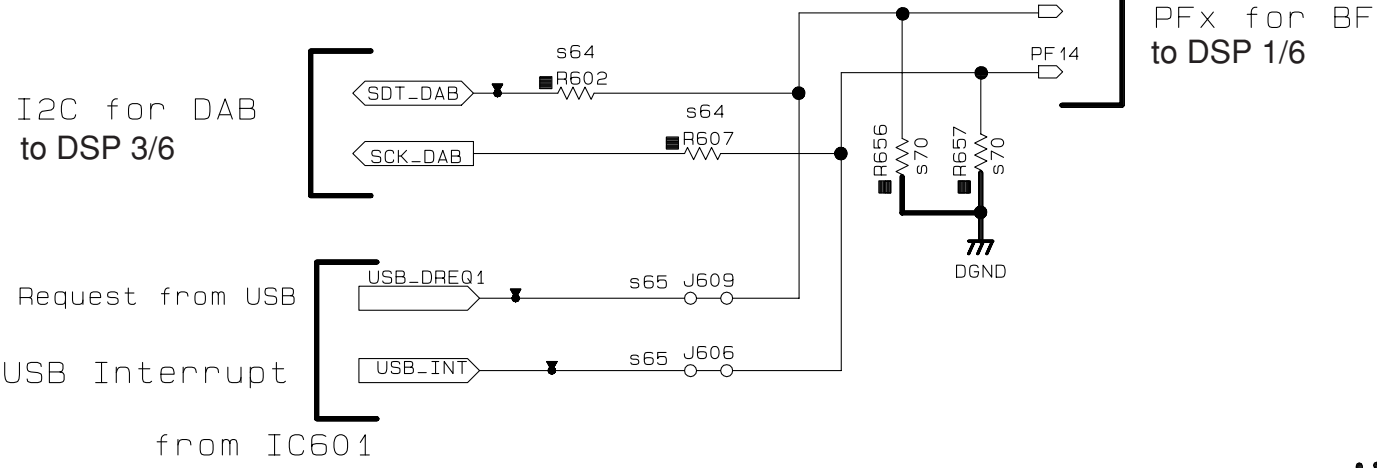 PFx for BF
to DSP 1/6
PF14
s64
R602
SDT_DAB
I2C for DAB
to DSP 3/6
s64
R607
SCK_DAB
R656
s70
R657
s70
DGND
USB_DREQ1
Request from USB
s65 J609
USB_INT
USB Interrupt
s65 J606
from IC601